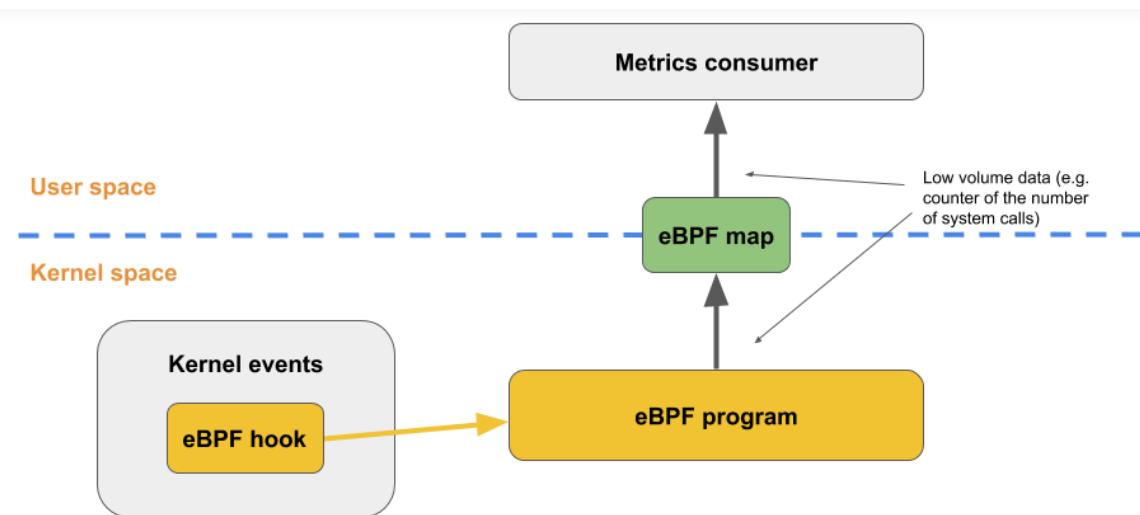 Metrics consumer
User space
Low volume data (e.g.
counter of the number
of system calls)
eBPF map
Kernel space
Kernel events
eBPF hook
eBPF program